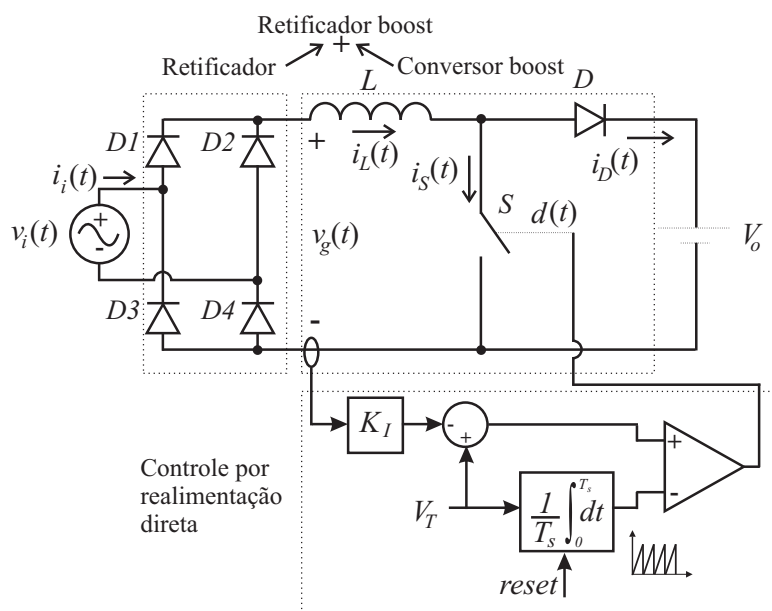 Retificador boost
+
Retificador
Conversor boost
L
D
D1
D2
+
i_i(t)
i_L(t)
i_S(t)
i_D(t)
S
d(t)
+
-
v_i(t)
v_g(t)
V_o
D3
D4
-
K_I
-
+
+
-
Controle por
realimentação
direta
V_T
1/T_s ∫_0^{T_s} dt
reset